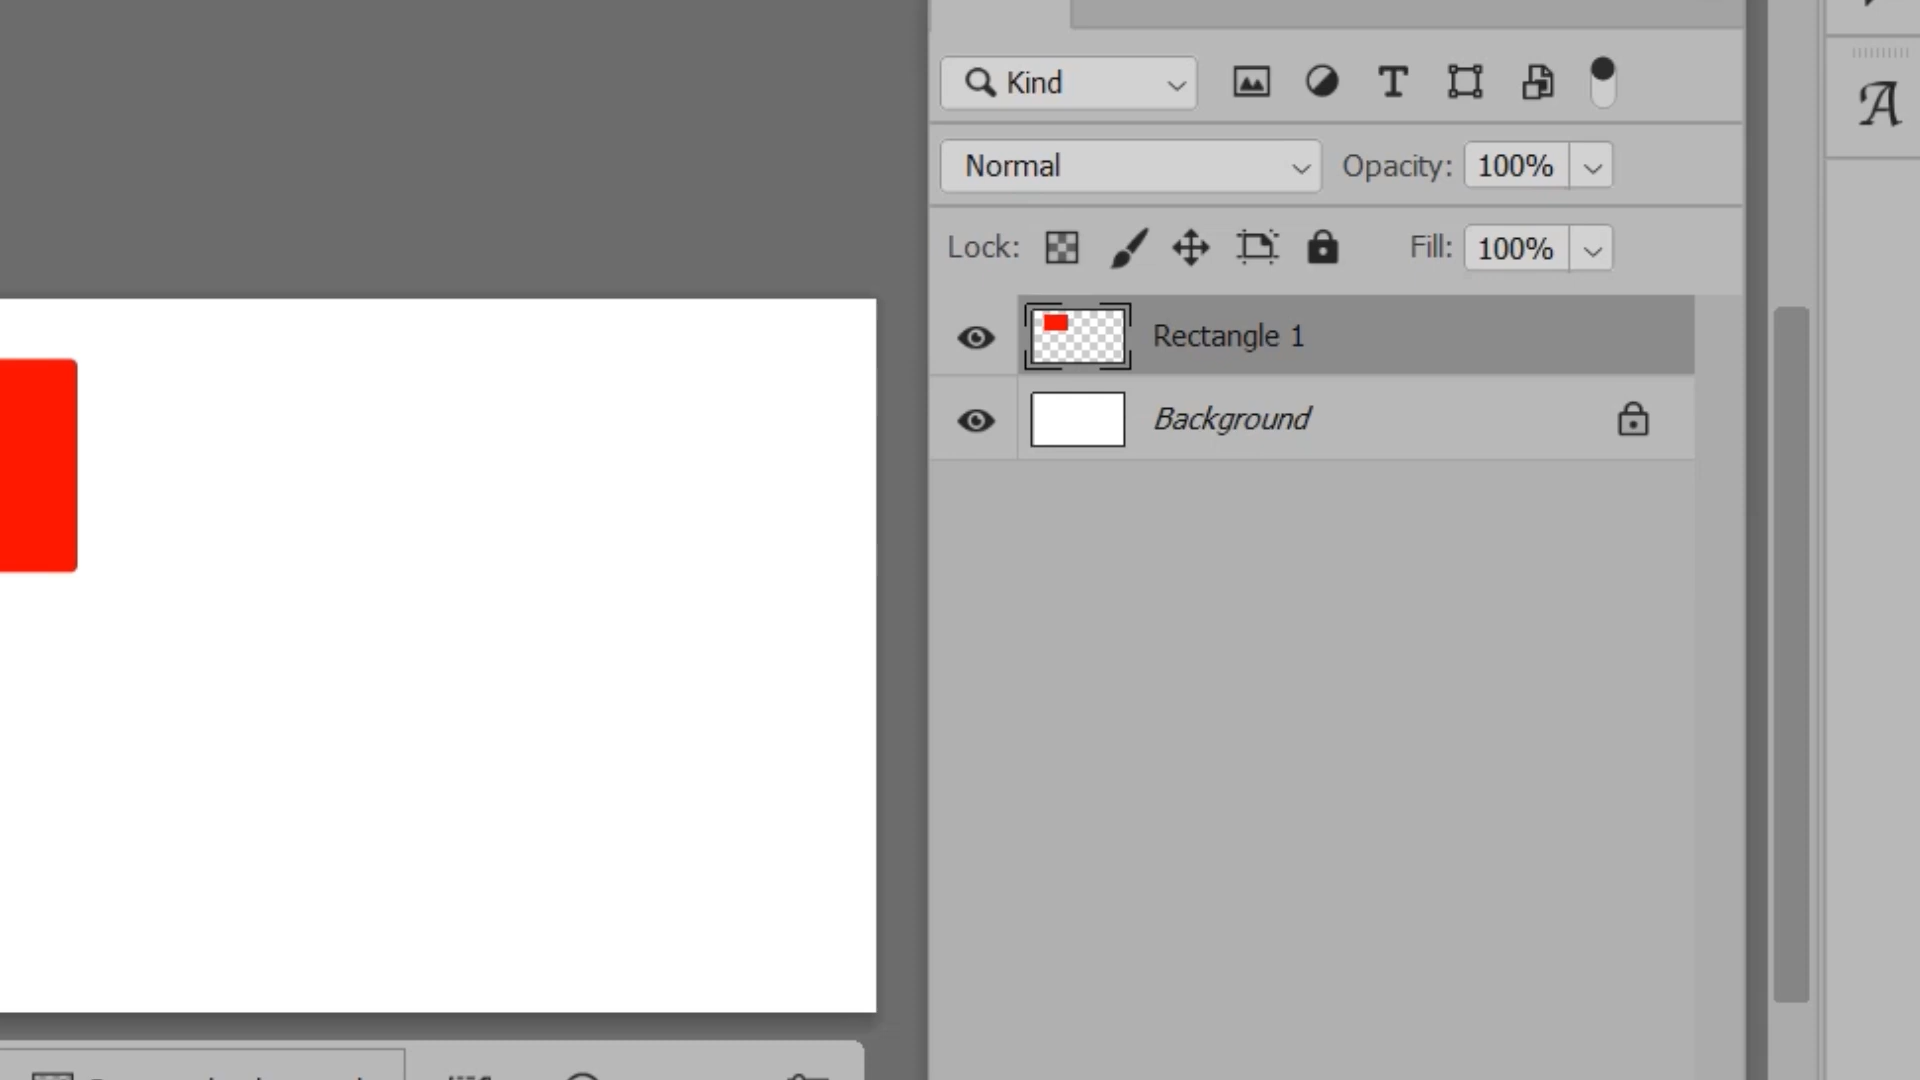 Kind
Normal
Opacity: 100%
Lock:
Fill: 100%
Rectangle 1
Background